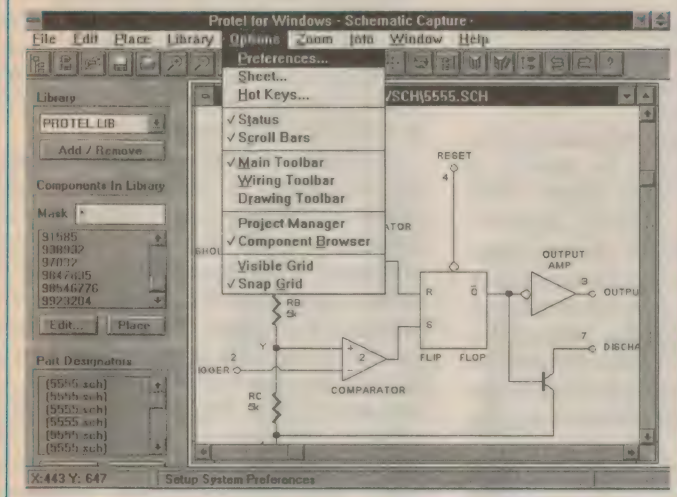 Protel for Windows - Schematic Capture -
File Edit Place Library Options Zoom Info Window Help
Preferences...
Sheet...
Hot Keys...
Status
Scroll Bars
Main Toolbar
Wiring Toolbar
Drawing Toolbar
Project Manager
Component Browser
Visible Grid
Snap Grid
Library
PROTEL.LIB
Add / Remove
Components In Library
Mask *
91585
938932
97032
9847835
98546776
9923204
Edit... Place
Part Designators
(5555.sch)
(5555.sch)
(5555.sch)
(5555.sch)
(5555.sch)
(5555.sch)
/SCH\5555.SCH
RESET
4
ATOR
SHOL
OUTPUT
AMP
R
Q
3
OUTPU
RB
5k
S
7
DISCHA
Y
+
2
-
2
IGGER
FLIP FLOP
COMPARATOR
RC
5k
X:443 Y: 647 Setup System Preferences